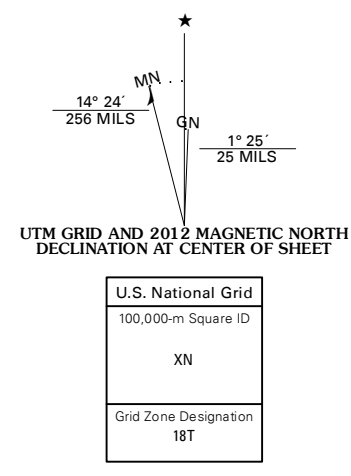 ★
MN
14° 24´
256 MILS
GN
1° 25´
25 MILS
UTM GRID AND 2012 MAGNETIC NORTH
DECLINATION AT CENTER OF SHEET
U.S. National Grid
100,000-m Square ID
XN
Grid Zone Designation
18T